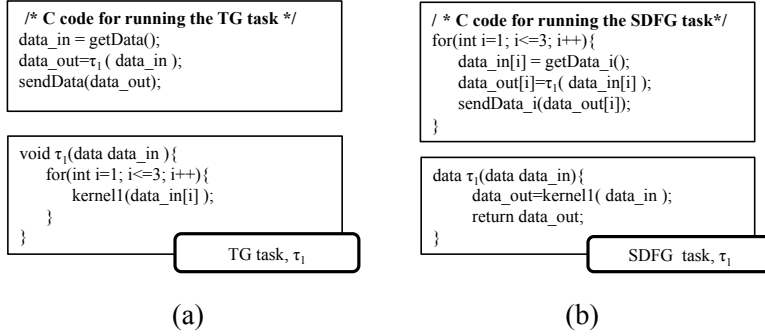 /* C code for running the TG task */
data_in = getData();
data_out=τ1 ( data_in );
sendData(data_out);
void τ1(data data_in ){
for(int i=1; i<=3; i++){
kernel1(data_in[i] );
}
}
TG task, τ1
(a)
/ * C code for running the SDFG task*/
for(int i=1; i<=3; i++){
data_in[i] = getData_i();
data_out[i]=τ1( data_in[i] );
sendData_i(data_out[i]);
}
data τ1(data data_in){
data_out=kernel1( data_in );
return data_out;
}
SDFG task, τ1
(b)